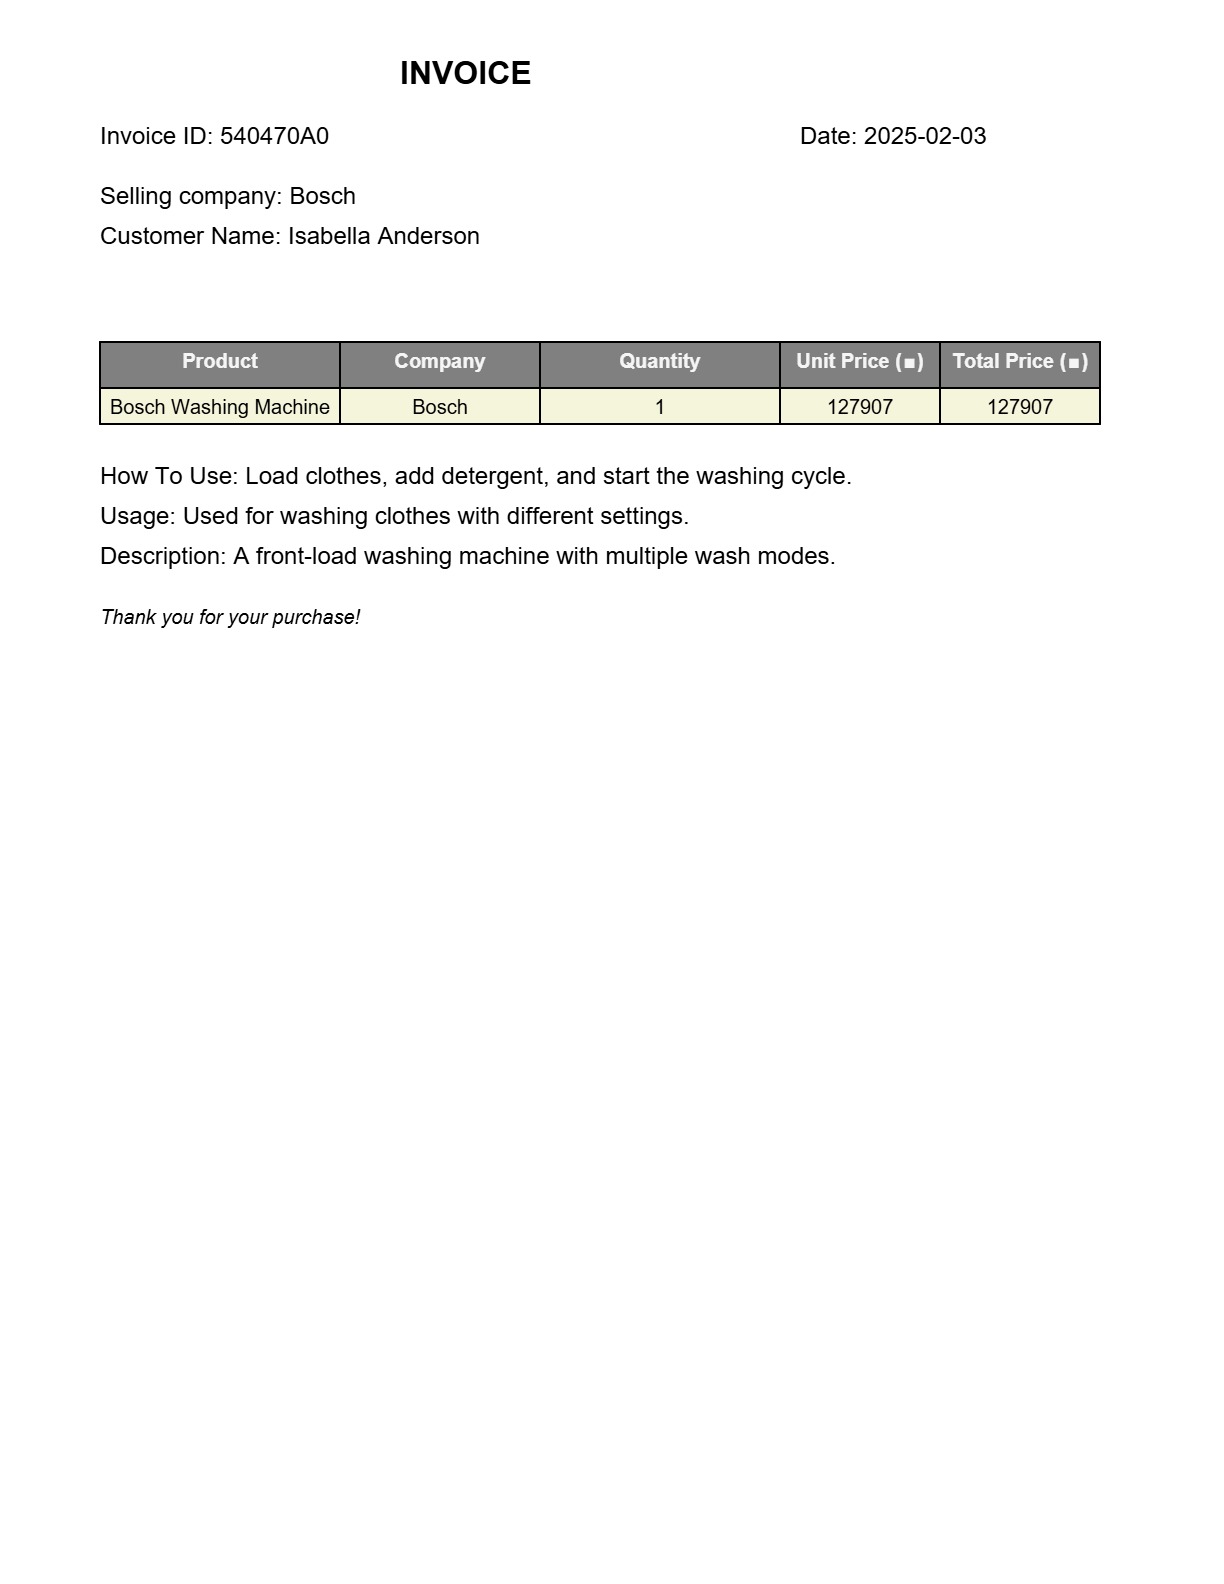 INVOICE
Invoice ID: 540470A0 Date: 2025-02-03
Selling company: Bosch
Customer Name: Isabella Anderson
Product Company Quantity Unit Price (■) Total Price (■)
Bosch Washing Machine Bosch 1 127907 127907
How To Use: Load clothes, add detergent, and start the washing cycle.
Usage: Used for washing clothes with different settings.
Description: A front-load washing machine with multiple wash modes.
Thank you for your purchase!